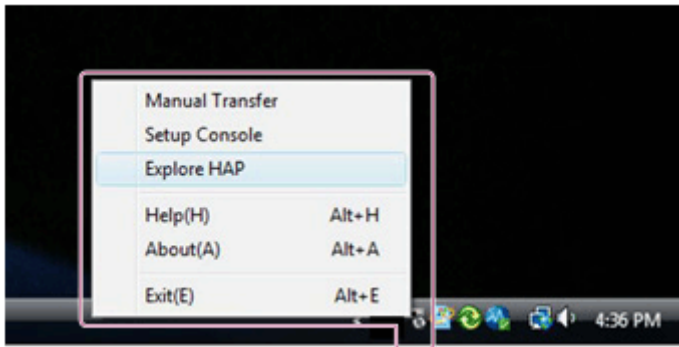 Manual Transfer
Setup Console
Explore HAP
Help(H) Alt+H
About(A) Alt+A
Exit(E) Alt+E
4:36 PM